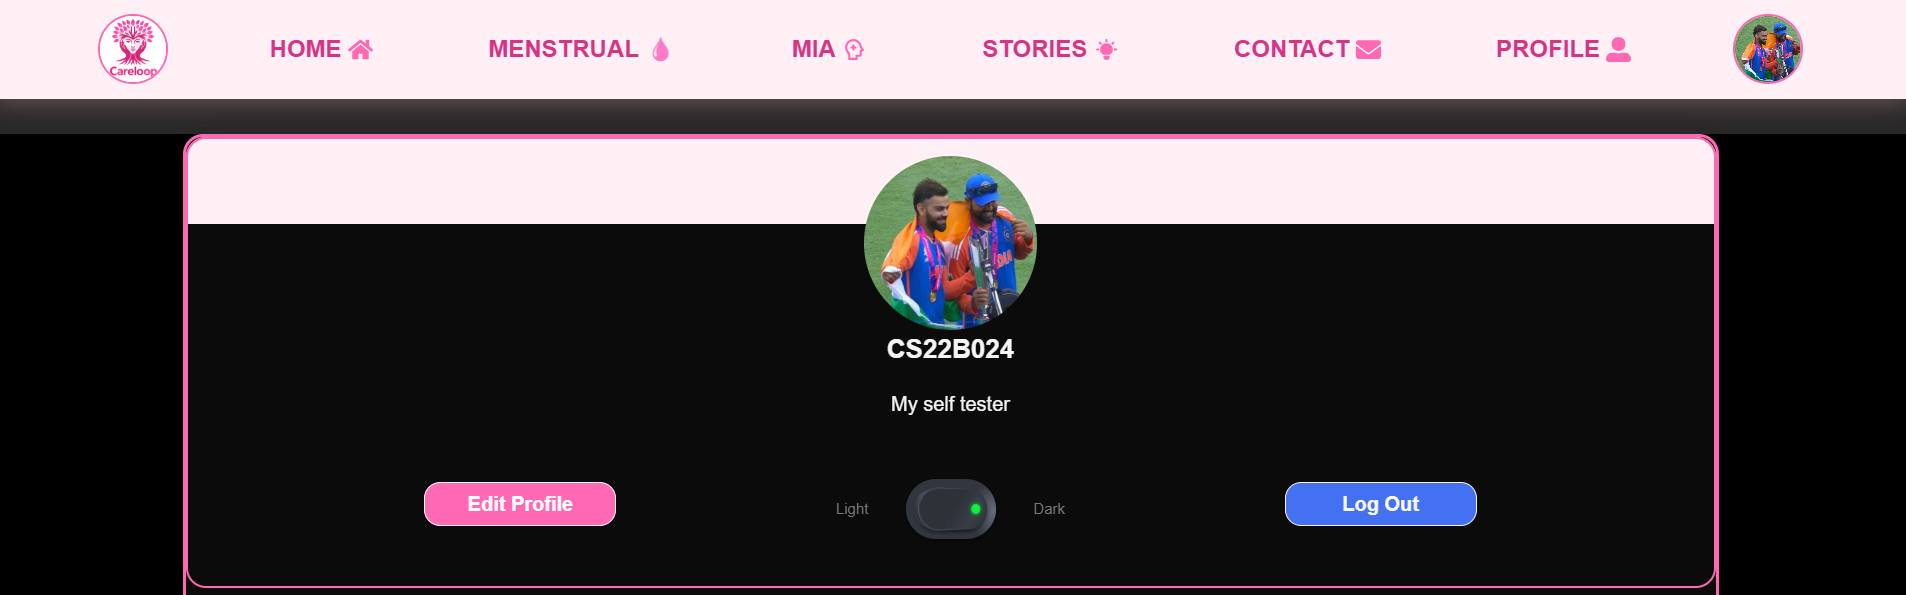 Careloop
HOME
MENSTRUAL
MIA
STORIES
CONTACT
PROFILE
CS22B024
My self tester
Edit Profile
Light
Dark
Log Out